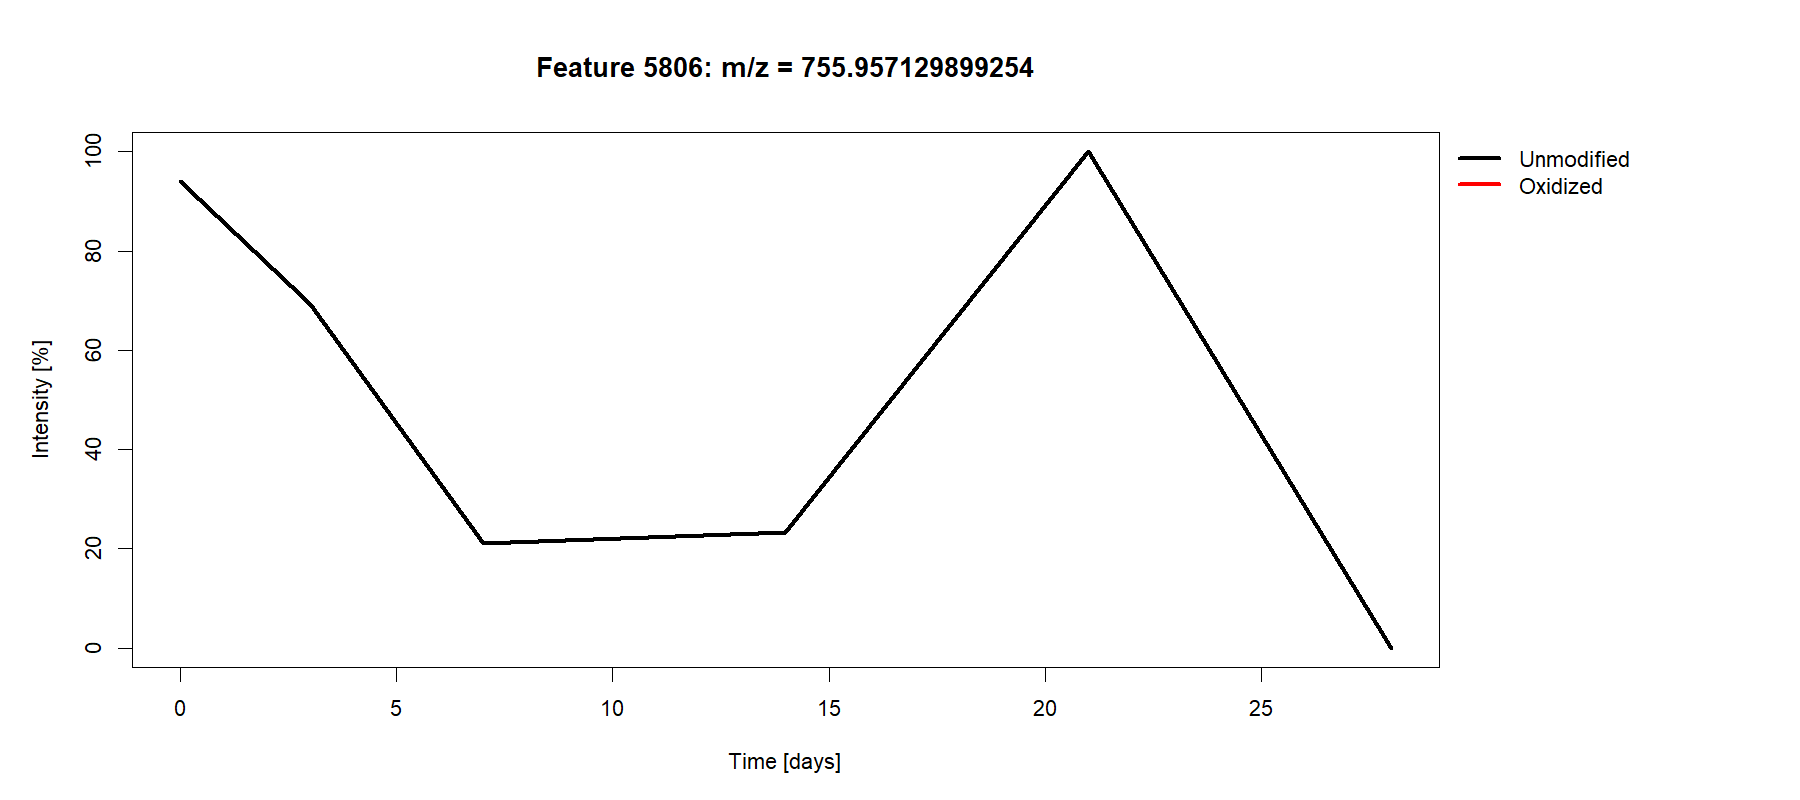 Feature 5806: m/z = 755.957129899254
Unmodified
Oxidized
Intensity [%]
100
80
60
40
20
0
0 5 10 15 20 25
Time [days]